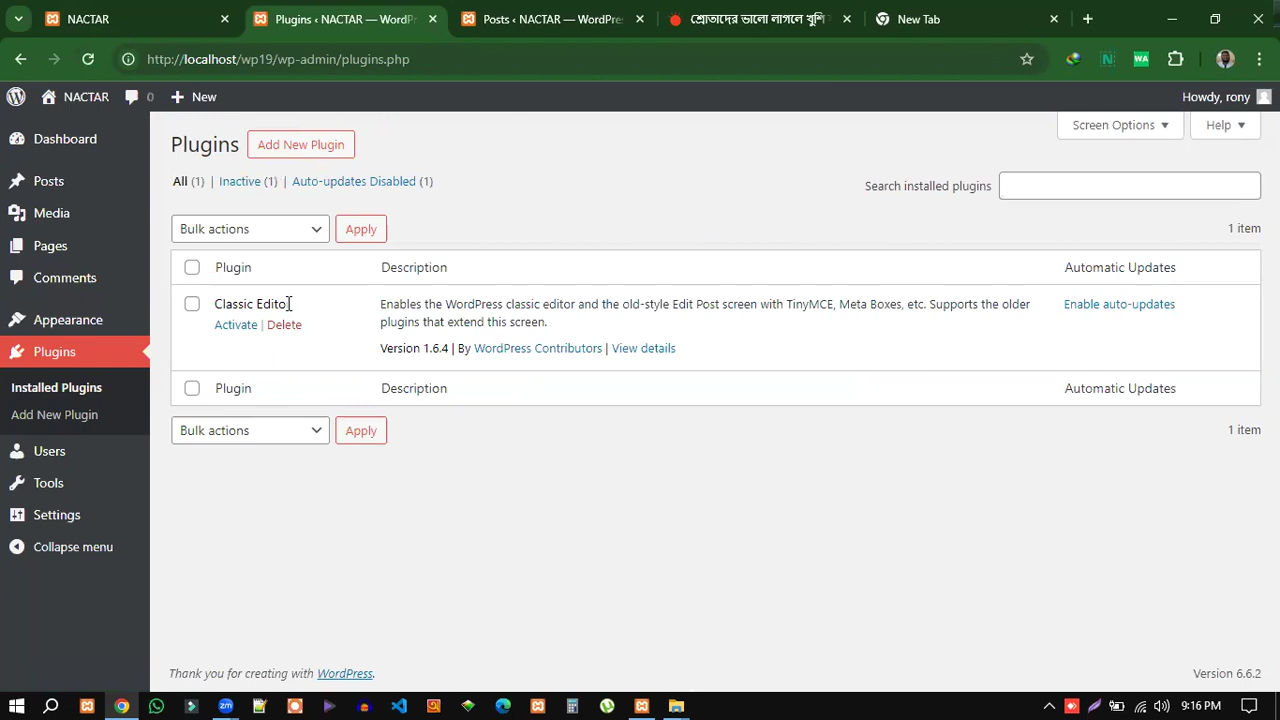 NACTAR
Plugins ‹ NACTAR — WordPr
Posts ‹ NACTAR — WordPre
শ্রোতাদের ভালো লাগলে খুশি
New Tab
http://localhost/wp19/wp-admin/plugins.php
N
WA
NACTAR
0
New
Howdy, rony
Dashboard
Posts
Media
Pages
Comments
Appearance
Plugins
Installed Plugins
Add New Plugin
Users
Tools
Settings
Collapse menu
Screen Options
Help
Plugins
Add New Plugin
All (1) | Inactive (1) | Auto-updates Disabled (1)
Search installed plugins
Bulk actions
Apply
1 item
Plugin
Description
Automatic Updates
Classic Edito
Activate | Delete
Enables the WordPress classic editor and the old-style Edit Post screen with TinyMCE, Meta Boxes, etc. Supports the older
plugins that extend this screen.
Version 1.6.4 | By WordPress Contributors | View details
Enable auto-updates
Plugin
Description
Automatic Updates
Bulk actions
Apply
1 item
Thank you for creating with WordPress.
Version 6.6.2
zm
9:16 PM